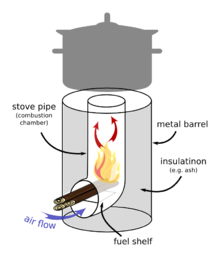 stove pipe
(combustion
chamber)
metal barrel
insulatinon
(e.g. ash)
air flow
fuel shelf